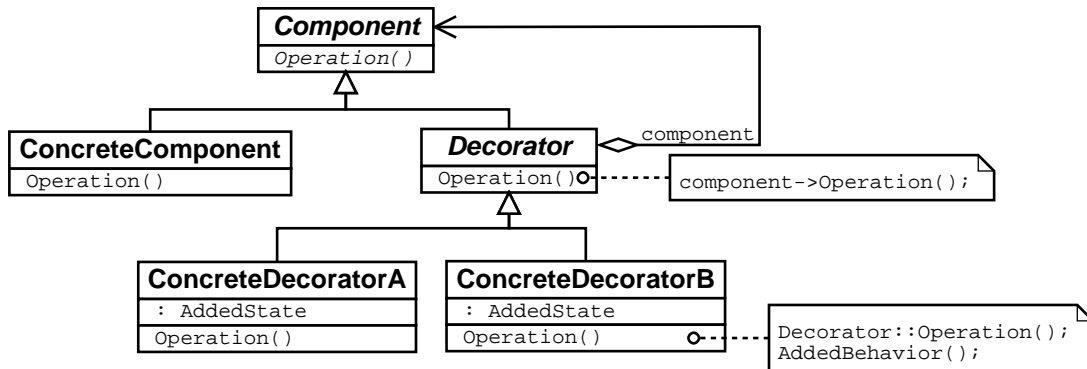 Component
Operation()
ConcreteComponent
Operation()
Decorator
Operation()
component
component->Operation();
ConcreteDecoratorA
: AddedState
Operation()
ConcreteDecoratorB
: AddedState
Operation()
Decorator::Operation();
AddedBehavior();